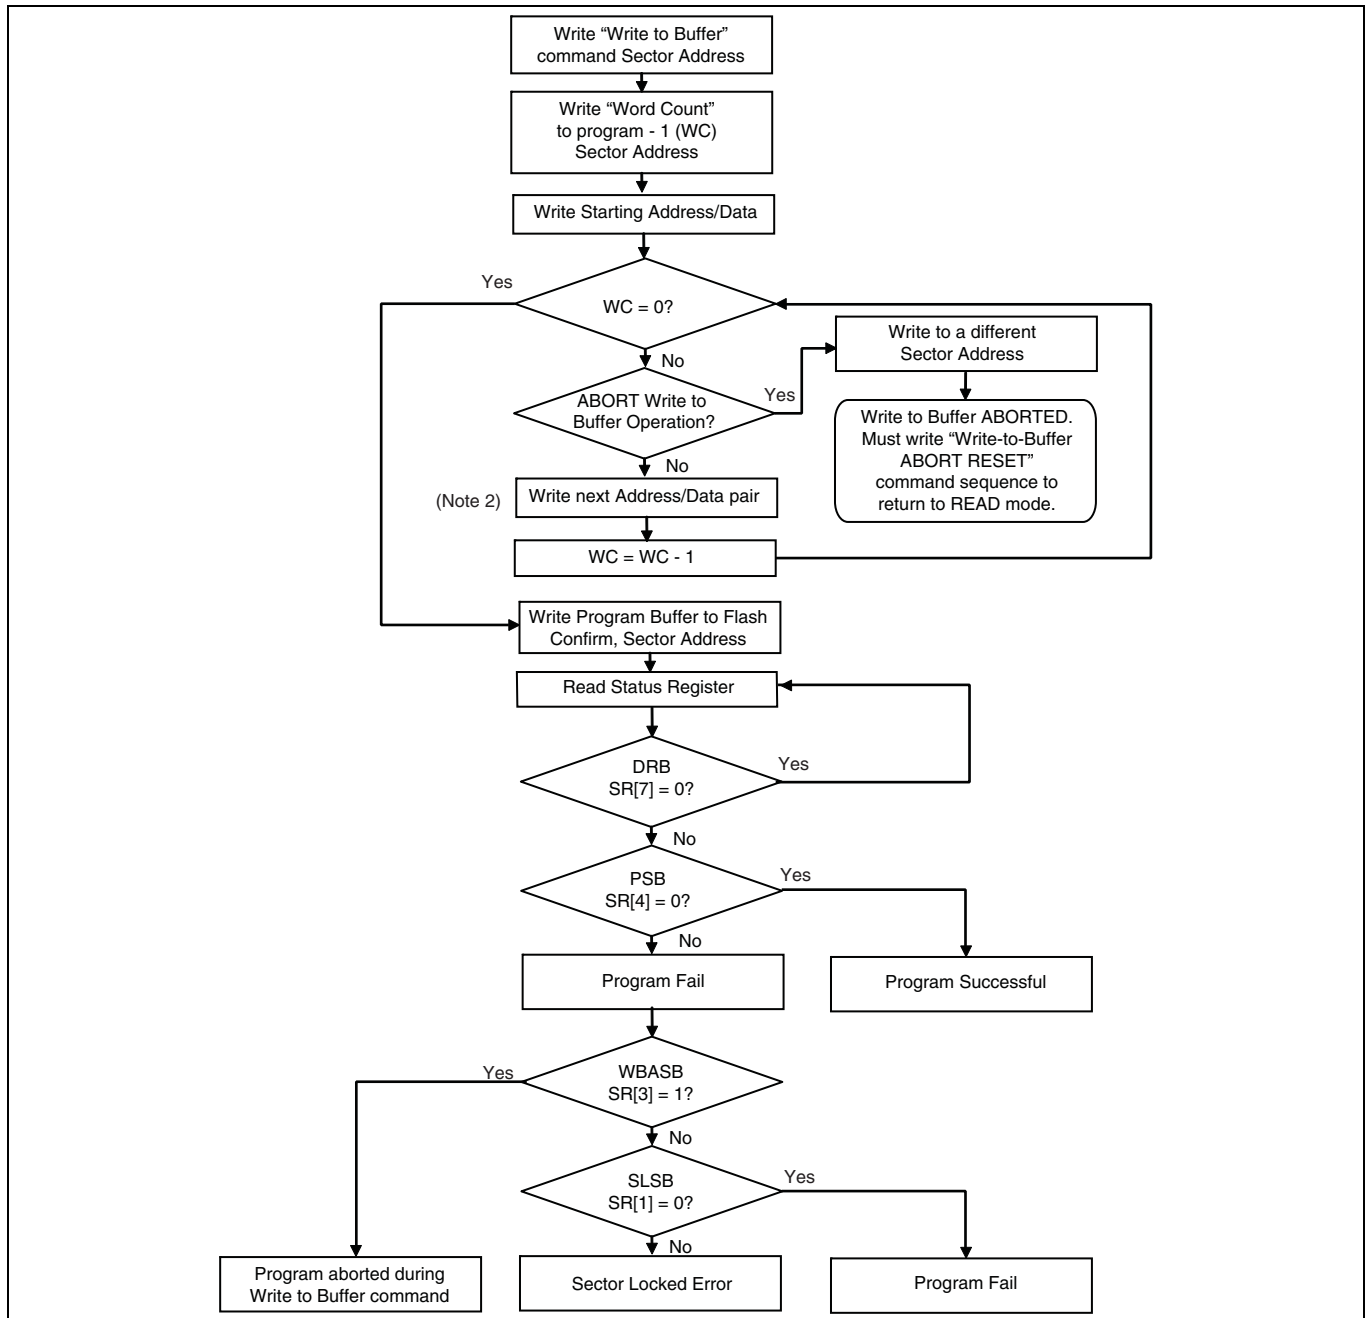 Write “Write to Buffer”
command Sector Address
Write “Word Count”
to program - 1 (WC)
Sector Address
Write Starting Address/Data
Yes
WC = 0?
No
Write to a different
Sector Address
ABORT Write to
Buffer Operation?
Yes
No
Write to Buffer ABORTED.
Must write “Write-to-Buffer
ABORT RESET”
command sequence to
return to READ mode.
(Note 2)
Write next Address/Data pair
WC = WC - 1
Write Program Buffer to Flash
Confirm, Sector Address
Read Status Register
DRB
SR[7] = 0?
Yes
No
PSB
SR[4] = 0?
Yes
No
Program Fail
Program Successful
Yes
WBASB
SR[3] = 1?
No
SLSB
SR[1] = 0?
Yes
No
Program aborted during
Write to Buffer command
Sector Locked Error
Program Fail